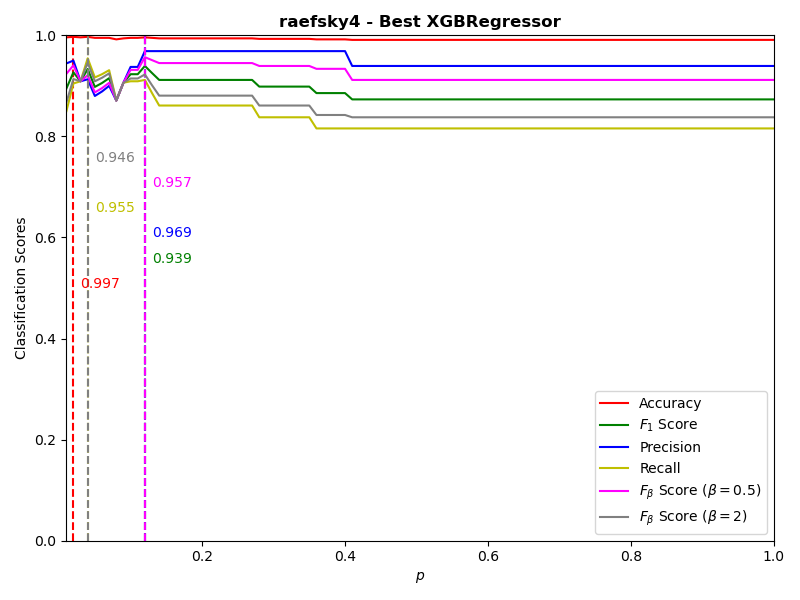 raefsky4 - Best XGBRegressor
Classification Scores
1.0
0.8
0.6
0.4
0.2
0.0
0.946
0.957
0.955
0.969
0.939
0.997
Accuracy
F₁ Score
Precision
Recall
Fβ Score (β = 0.5)
Fβ Score (β = 2)
0.2 0.4 0.6 0.8 1.0
p